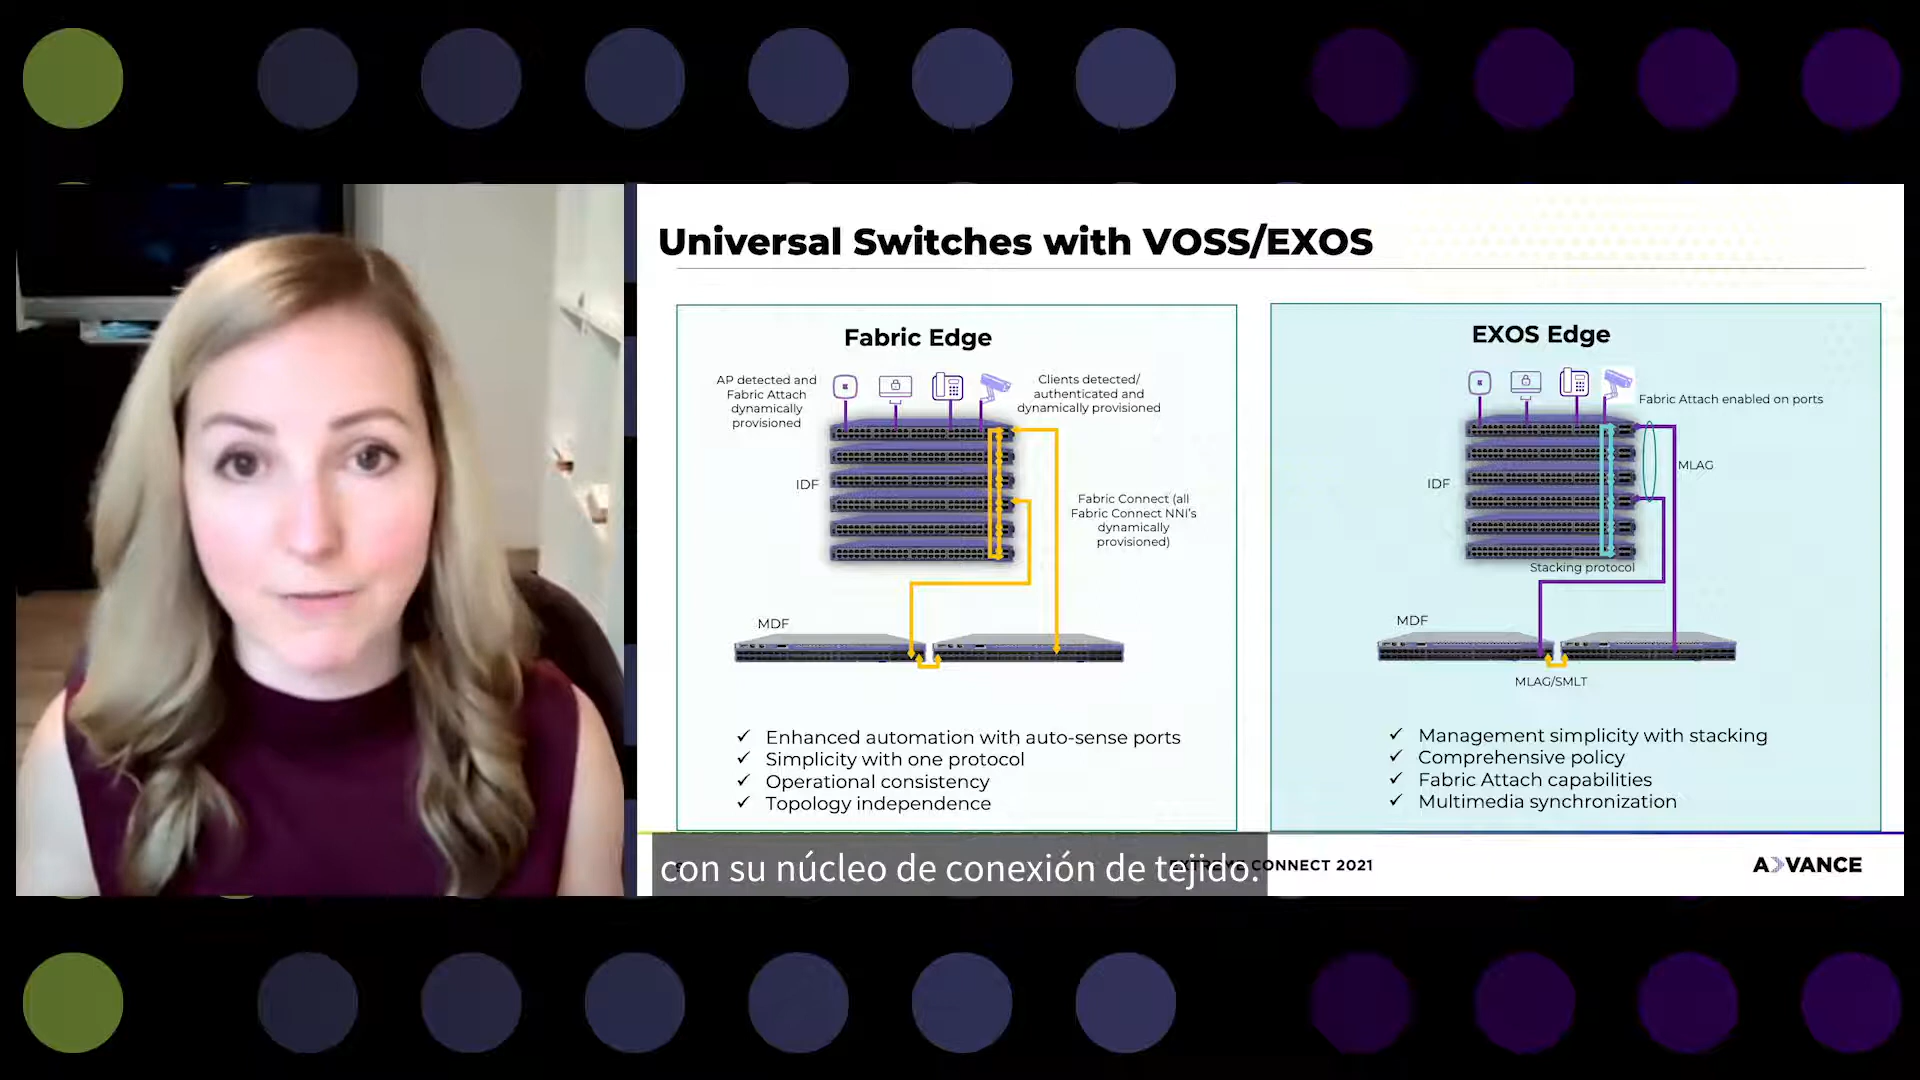 Universal Switches with VOSS/EXOS
Fabric Edge
AP detected and
Fabric Attach
dynamically
provisioned
Clients detected/
authenticated and
dynamically provisioned
IDF
Fabric Connect (all
Fabric Connect NNI's
dynamically
provisioned)
MDF
✓ Enhanced automation with auto-sense ports
✓ Simplicity with one protocol
✓ Operational consistency
✓ Topology independence
EXOS Edge
Fabric Attach enabled on ports
MLAG
IDF
Stacking protocol
MDF
MLAG/SMLT
✓ Management simplicity with stacking
✓ Comprehensive policy
✓ Fabric Attach capabilities
✓ Multimedia synchronization
con su núcleo de conexión de tejido.
CONNECT 2021
ADVANCE